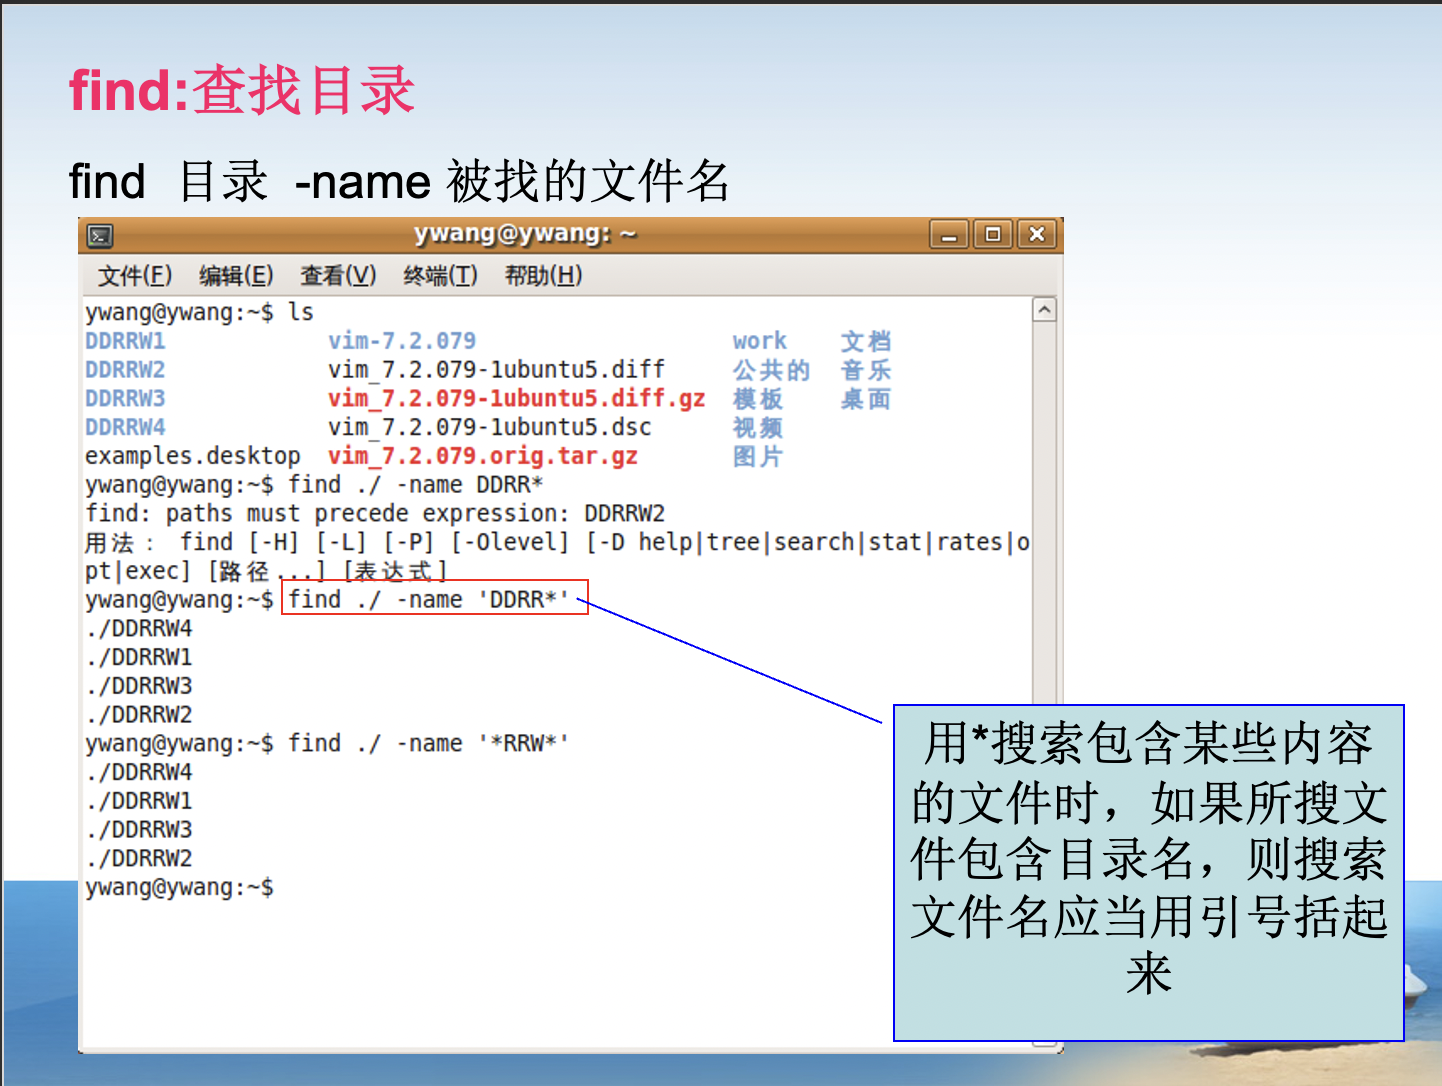 find:查找目录
find 目录 -name 被找的文件名
ywang@ywang: ~
文件(F) 编辑(E) 查看(V) 终端(T) 帮助(H)
ywang@ywang:~$ ls
DDRRW1 vim-7.2.079 work 文档
DDRRW2 vim_7.2.079-1ubuntu5.diff 公共的 音乐
DDRRW3 vim_7.2.079-1ubuntu5.diff.gz 模板 桌面
DDRRW4 vim_7.2.079-1ubuntu5.dsc 视频
examples.desktop vim_7.2.079.orig.tar.gz 图片
ywang@ywang:~$ find ./ -name DDRR*
find: paths must precede expression: DDRRW2
用法： find [-H] [-L] [-P] [-Olevel] [-D help|tree|search|stat|rates|o
pt|exec] [路径...] [表达式]
ywang@ywang:~$ find ./ -name 'DDRR*'
./DDRRW4
./DDRRW1
./DDRRW3
./DDRRW2
ywang@ywang:~$ find ./ -name '*RRW*'
./DDRRW4
./DDRRW1
./DDRRW3
./DDRRW2
ywang@ywang:~$
用*搜索包含某些内容
的文件时，如果所搜文
件包含目录名，则搜索
文件名应当用引号括起
来